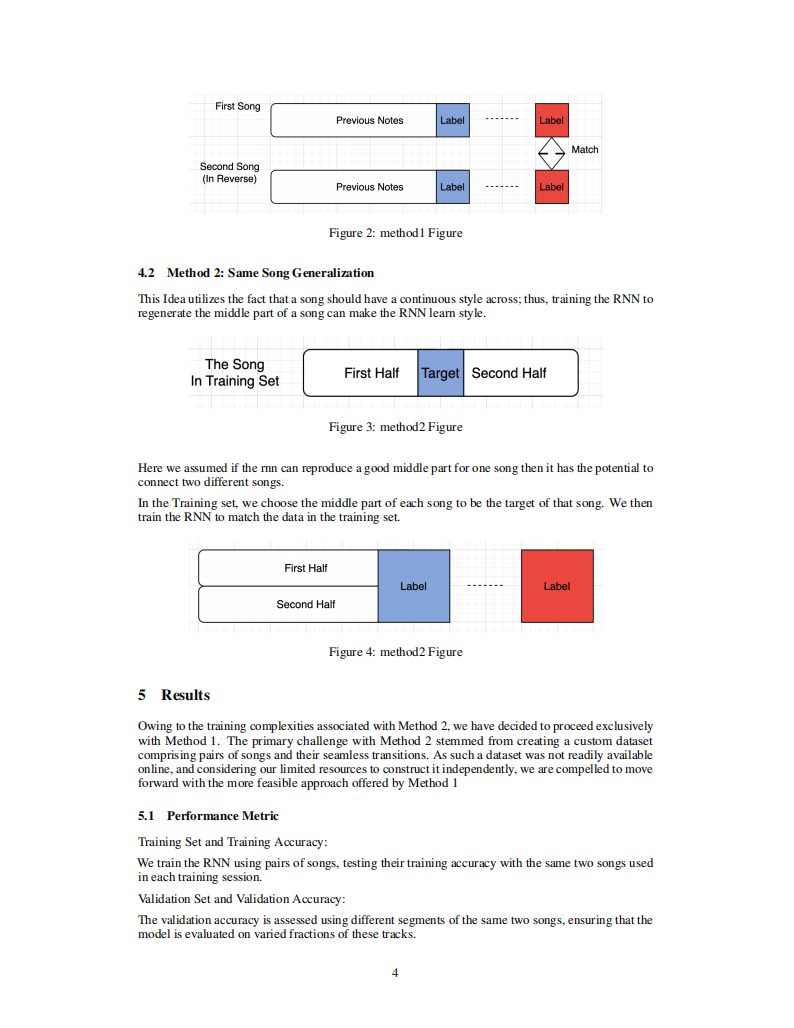 First Song
Previous Notes
Label
Label
Match
Second Song
(In Reverse)
Previous Notes
Label
Label
Figure 2: method1 Figure
4.2 Method 2: Same Song Generalization
This Idea utilizes the fact that a song should have a continuous style across; thus, training the RNN to
regenerate the middle part of a song can make the RNN learn style.
The Song
In Training Set
First Half
Target
Second Half
Figure 3: method2 Figure
Here we assumed if the rnn can reproduce a good middle part for one song then it has the potential to
connect two different songs.
In the Training set, we choose the middle part of each song to be the target of that song. We then
train the RNN to match the data in the training set.
First Half
Second Half
Label
Label
Figure 4: method2 Figure
5 Results
Owing to the training complexities associated with Method 2, we have decided to proceed exclusively
with Method 1. The primary challenge with Method 2 stemmed from creating a custom dataset
comprising pairs of songs and their seamless transitions. As such a dataset was not readily available
online, and considering our limited resources to construct it independently, we are compelled to move
forward with the more feasible approach offered by Method 1
5.1 Performance Metric
Training Set and Training Accuracy:
We train the RNN using pairs of songs, testing their training accuracy with the same two songs used
in each training session.
Validation Set and Validation Accuracy:
The validation accuracy is assessed using different segments of the same two songs, ensuring that the
model is evaluated on varied fractions of these tracks.
4